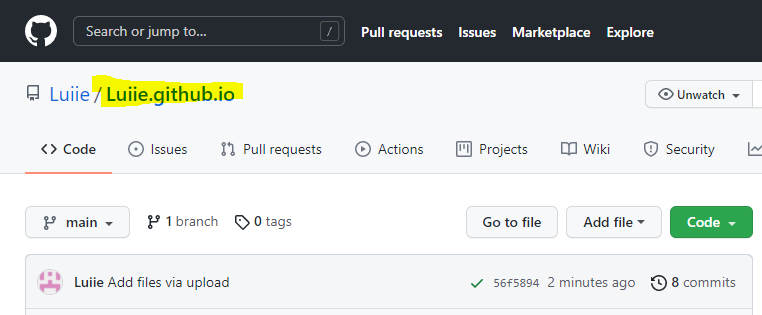 Search or jump to... / Pull requests Issues Marketplace Explore
Luiie / Luiie.github.io Unwatch
Code Issues Pull requests Actions Projects Wiki Security
main 1 branch 0 tags Go to file Add file Code
Luiie Add files via upload 56f5894 2 minutes ago 8 commits